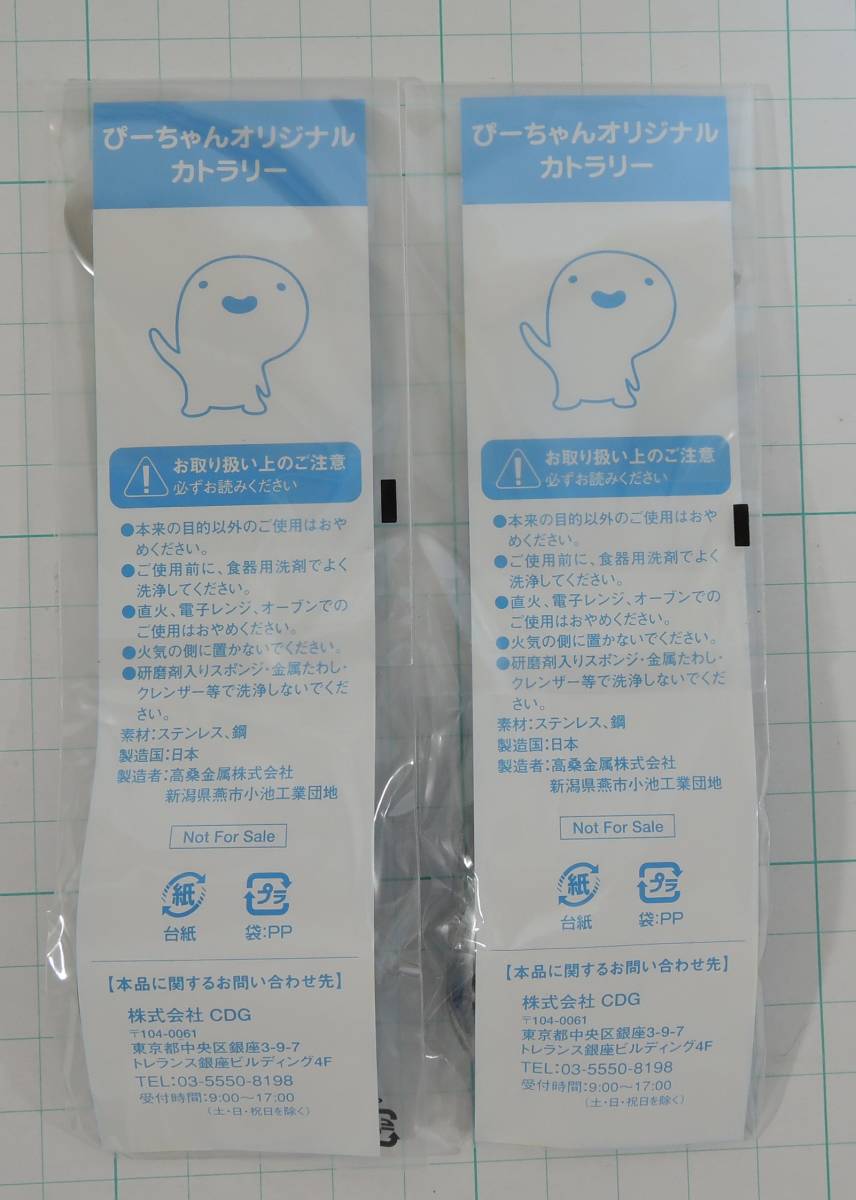 ぴーちゃんオリジナル
カトラリー
お取り扱い上のご注意
必ずお読みください
●本来の目的以外のご使用はおや
めください。
●ご使用前に、食器用洗剤でよく
洗浄してください。
●直火、電子レンジ、オーブンでの
ご使用はおやめください。
●火気の側に置かないでください。
●研磨剤入りスポンジ・金属たわし・
クレンザー等で洗浄しないでくだ
さい。
素材:ステンレス、鋼
製造国:日本
製造者:高桑金属株式会社
新潟県燕市小池工業団地
Not For Sale
紙
台紙
プラ
袋:PP
【本品に関するお問い合わせ先】
株式会社 CDG
〒104-0061
東京都中央区銀座3-9-7
トレランス銀座ビルディング4F
TEL:03-5550-8198
受付時間:9:00〜17:00
(土・日・祝日を除く)
ぴーちゃんオリジナル
カトラリー
お取り扱い上のご注意
必ずお読みください
●本来の目的以外のご使用はおや
めください。
●ご使用前に、食器用洗剤でよく
洗浄してください。
●直火、電子レンジ、オーブンでの
ご使用はおやめください。
●火気の側に置かないでください。
●研磨剤入りスポンジ・金属たわし・
クレンザー等で洗浄しないでくだ
さい。
素材:ステンレス、鋼
製造国:日本
製造者:高桑金属株式会社
新潟県燕市小池工業団地
Not For Sale
紙
台紙
プラ
袋:PP
【本品に関するお問い合わせ先】
株式会社 CDG
〒104-0061
東京都中央区銀座3-9-7
トレランス銀座ビルディング4F
TEL:03-5550-8198
受付時間:9:00〜17:00
(土・日・祝日を除く)